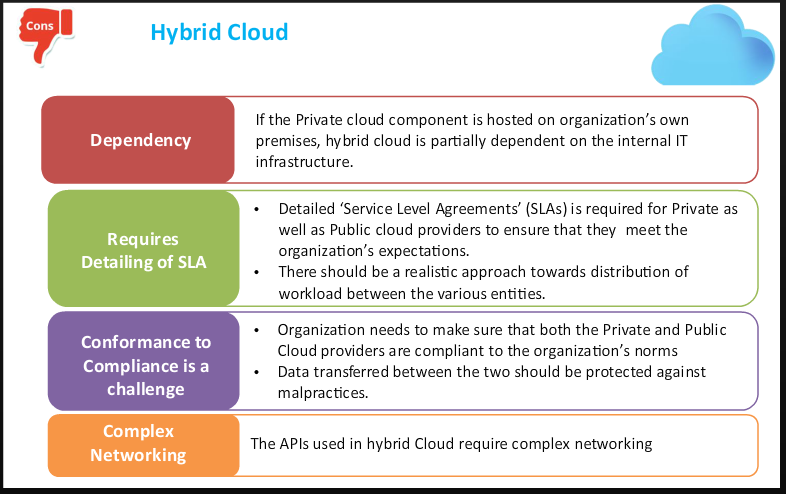 Cons
Hybrid Cloud
Dependency
If the Private cloud component is hosted on organization's own
premises, hybrid cloud is partially dependent on the internal IT
infrastructure.
Requires
Detailing of SLA
• Detailed 'Service Level Agreements' (SLAs) is required for Private as
well as Public cloud providers to ensure that they  meet the
organization's expectations.
• There should be a realistic approach towards distribution of
workload between the various entities.
Conformance to
Compliance is a
challenge
• Organization needs to make sure that both the Private and Public
Cloud providers are compliant to the organization's norms
• Data transferred between the two should be protected against
malpractices.
Complex
Networking
The APIs used in hybrid Cloud require complex networking